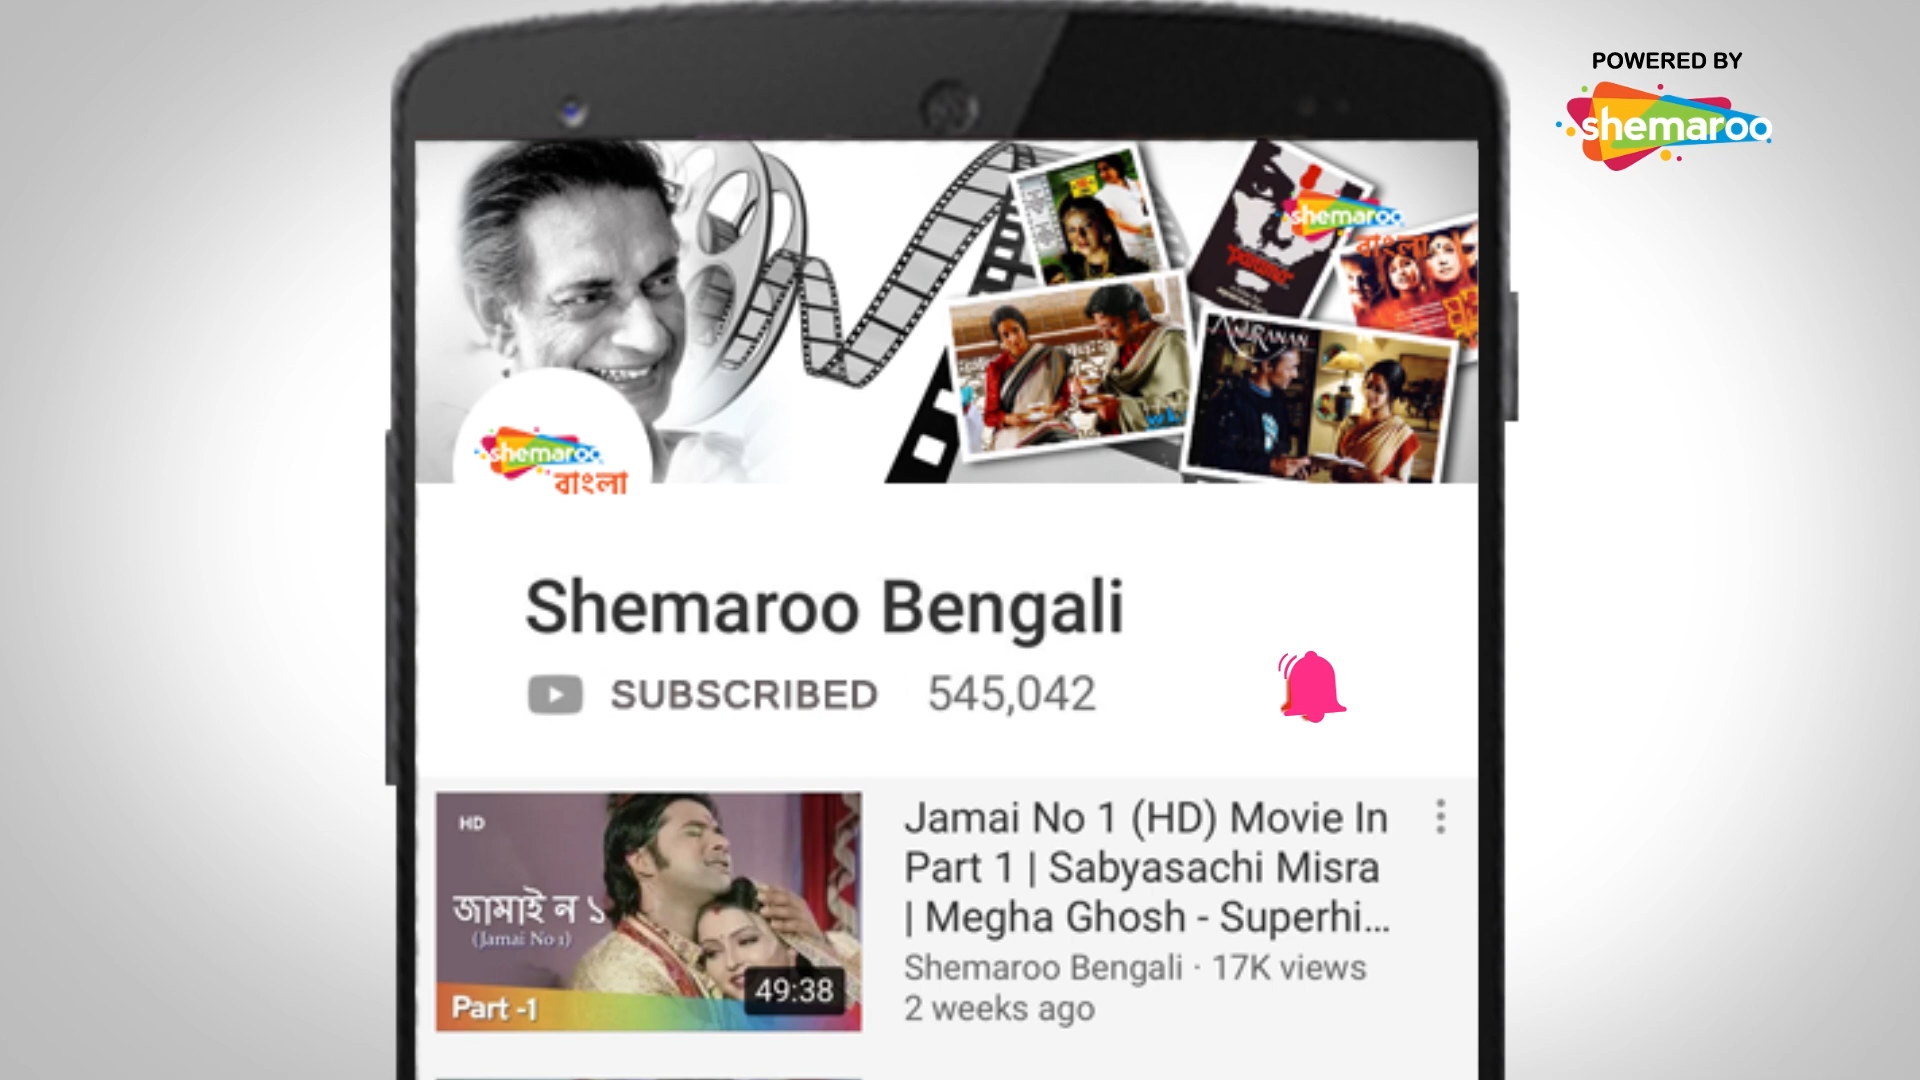 POWERED BY
shemaroo
shemaroo
বাংলা
ANURANAN
shemaroo
বাংলা
Shemaroo Bengali
SUBSCRIBED 545,042
HD
জামাই ন ১
(Jamai No 1)
Part -1
49:38
Jamai No 1 (HD) Movie In
Part 1 | Sabyasachi Misra
| Megha Ghosh - Superhi...
Shemaroo Bengali · 17K views
2 weeks ago